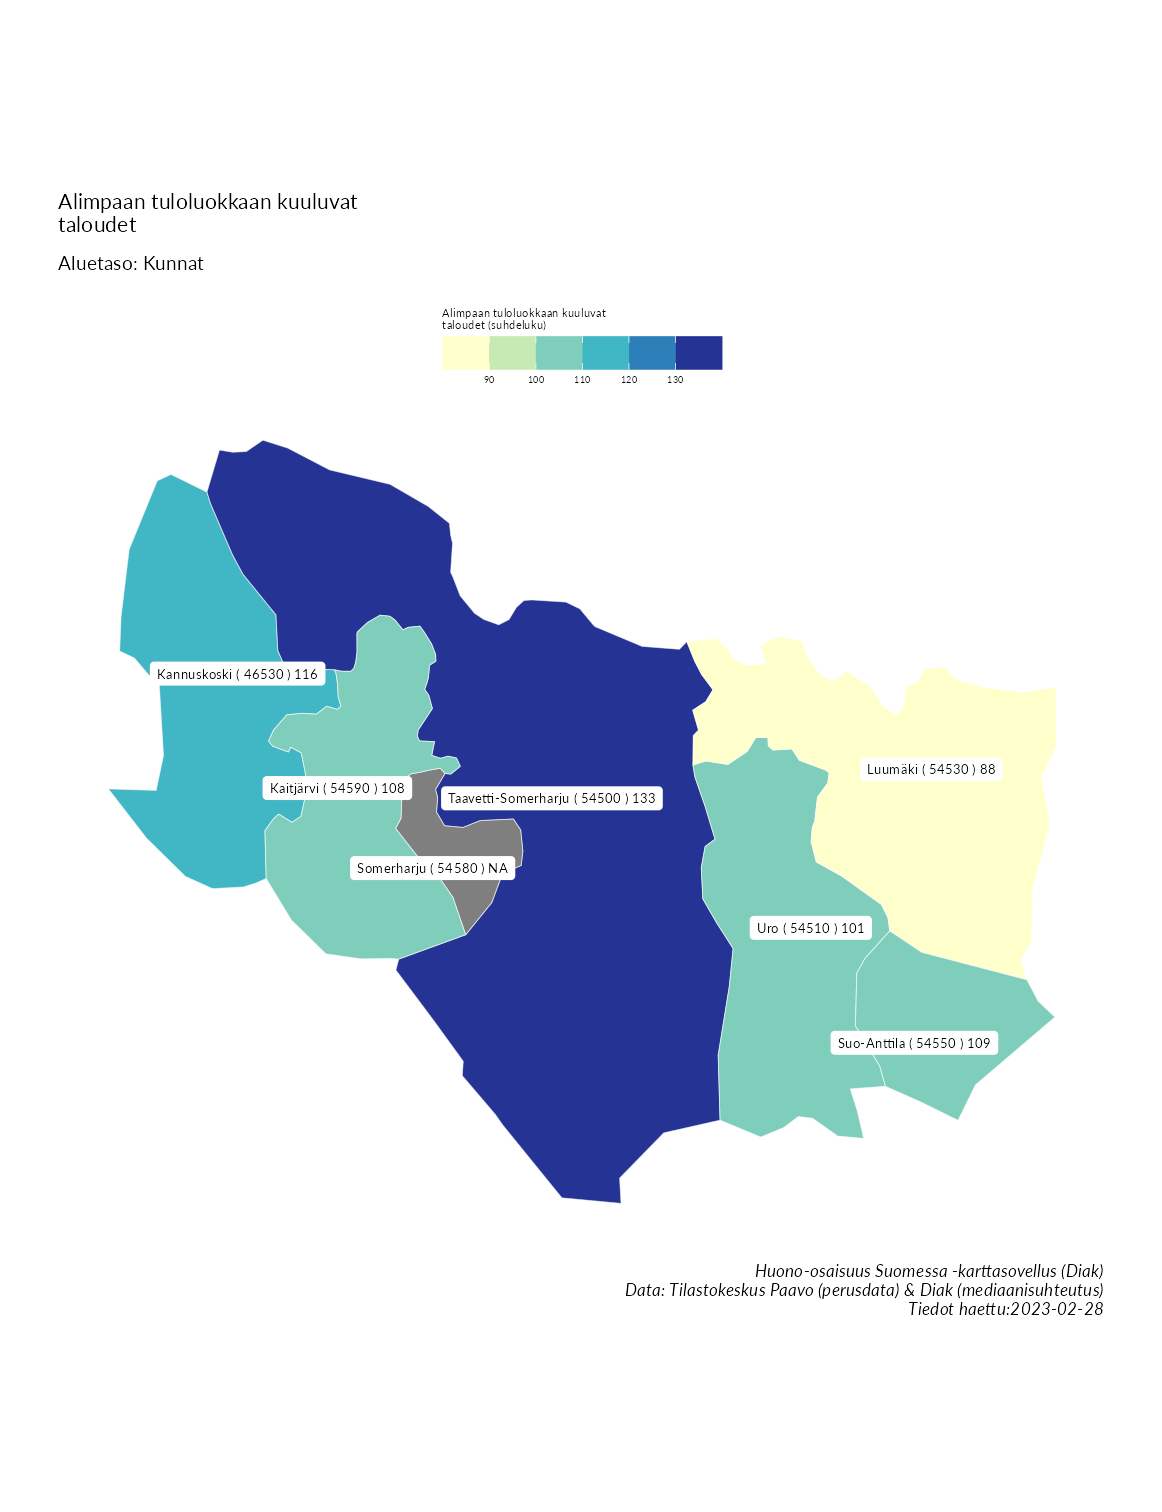 Alimpaan tuloluokkaan kuuluvat
taloudet
Aluetaso: Kunnat
Alimpaan tuloluokkaan kuuluvat
taloudet (suhdeluku)
90 100 110 120 130
Kannuskoski ( 46530 ) 116
Luumäki ( 54530 ) 88
Kaitjärvi ( 54590 ) 108
Taavetti-Somerharju ( 54500 ) 133
Somerharju ( 54580 ) NA
Uro ( 54510 ) 101
Suo-Anttila ( 54550 ) 109
Huono-osaisuus Suomessa -karttasovellus (Diak)
Data: Tilastokeskus Paavo (perusdata) & Diak (mediaanisuhteutus)
Tiedot haettu:2023-02-28